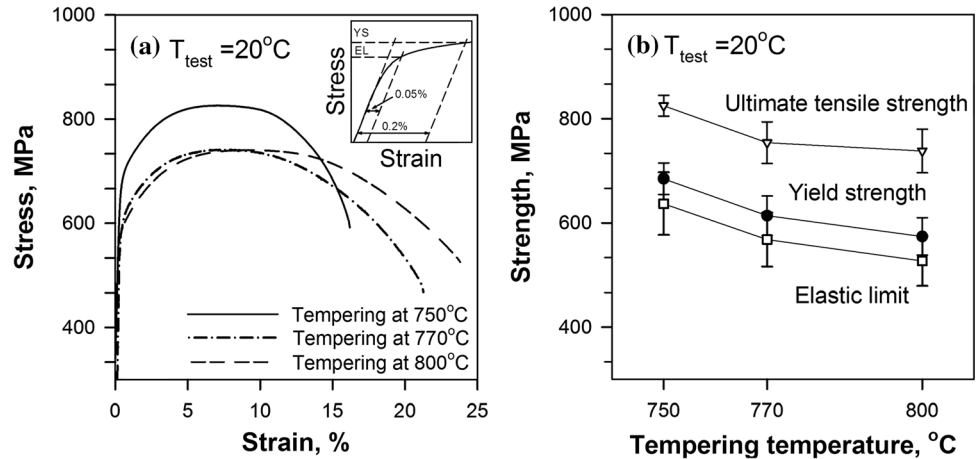 (a) T_test =20°C
1000
800
600
400
Stress, MPa
0 5 10 15 20 25
Strain, %
YS
EL
0.05%
0.2%
Stress
Strain
Tempering at 750°C
Tempering at 770°C
Tempering at 800°C
(b) T_test =20°C
1000
800
600
400
Strength, MPa
Ultimate tensile strength
Yield strength
Elastic limit
750 770 800
Tempering temperature, °C